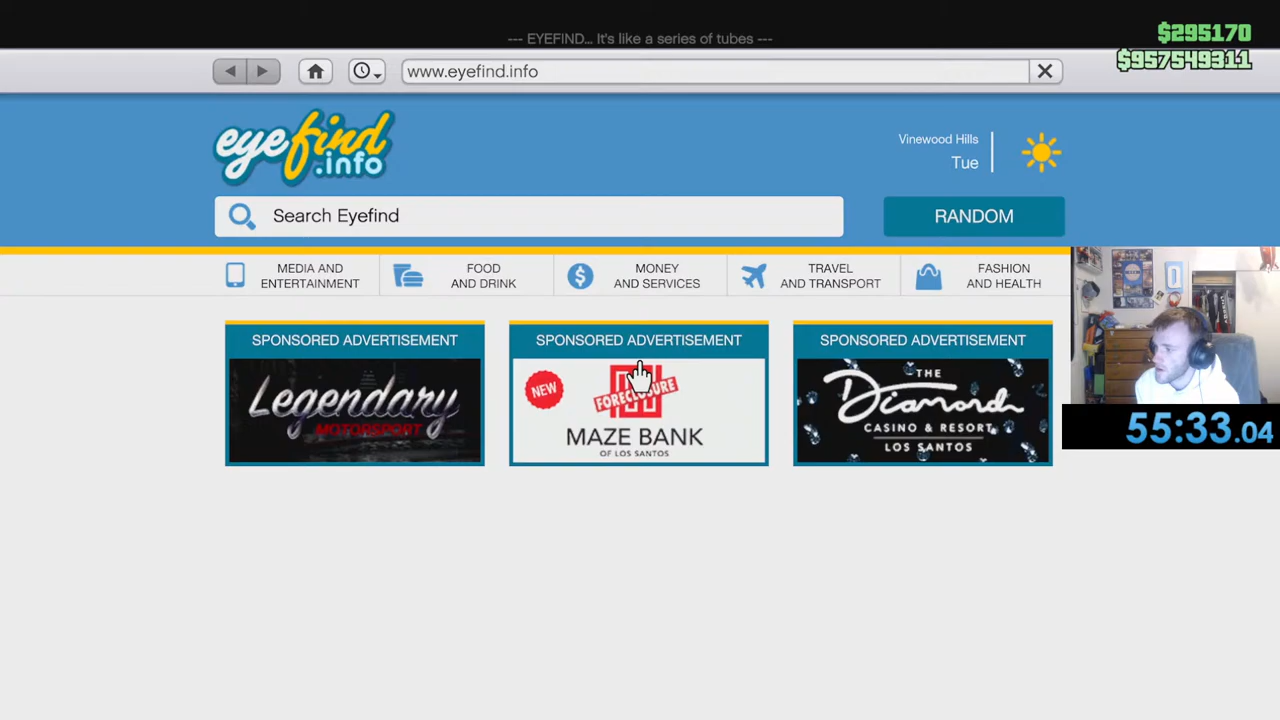 --- EYEFIND... It's like a series of tubes ---
$295170
$957549311
www.eyefind.info
eyefind
.info
Vinewood Hills
Tue
Search Eyefind
RANDOM
MEDIA AND
ENTERTAINMENT
FOOD
AND DRINK
MONEY
AND SERVICES
TRAVEL
AND TRANSPORT
FASHION
AND HEALTH
SPONSORED ADVERTISEMENT
Legendary
MOTORSPORT
SPONSORED ADVERTISEMENT
NEW
FORECLOSURE
MAZE BANK
OF LOS SANTOS
SPONSORED ADVERTISEMENT
THE
Diamond
CASINO & RESORT
LOS SANTOS
55:33.04